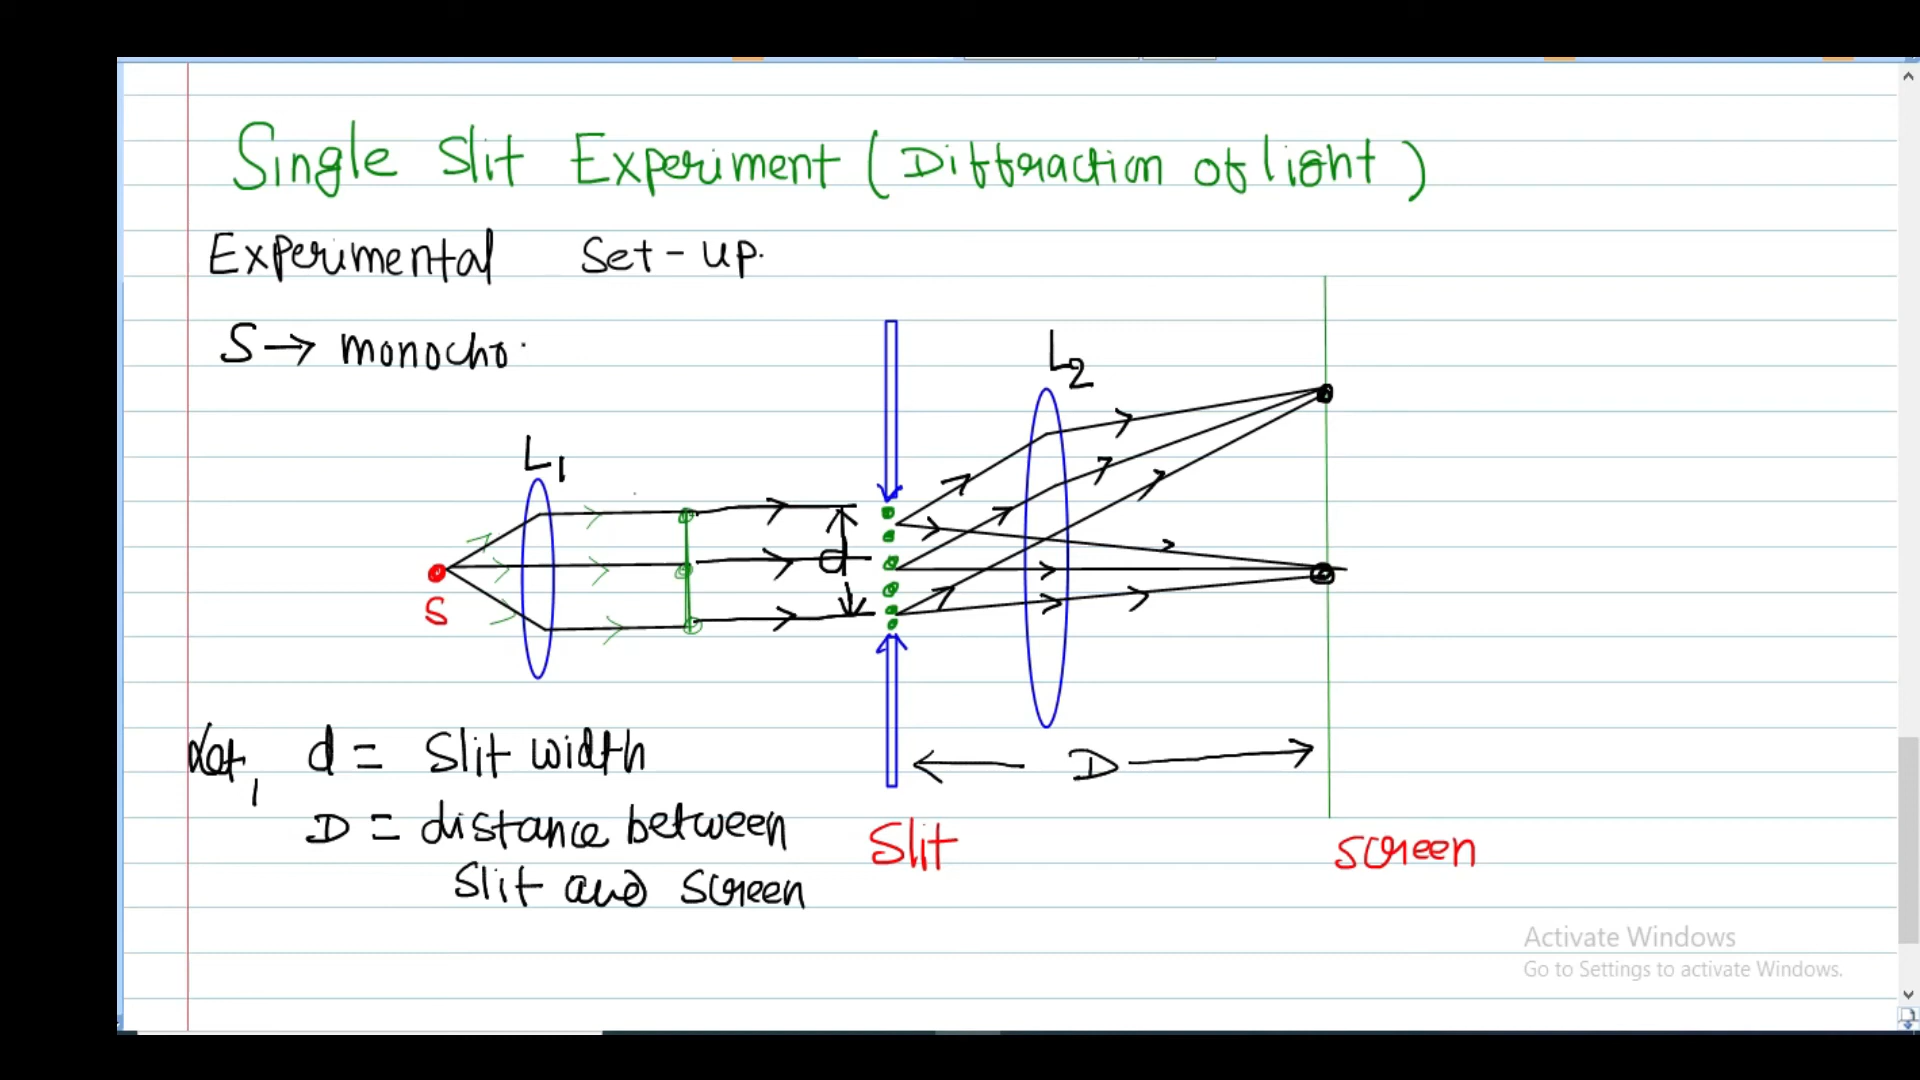 Single Slit Experiment (Diffraction of light)
Experimental Set-up.
S → monocho.
L2
L1
d
S
Let, d = Slit width
D
D = distance between
Slit
screen
Slit and screen
Activate Windows
Go to Settings to activate Windows.